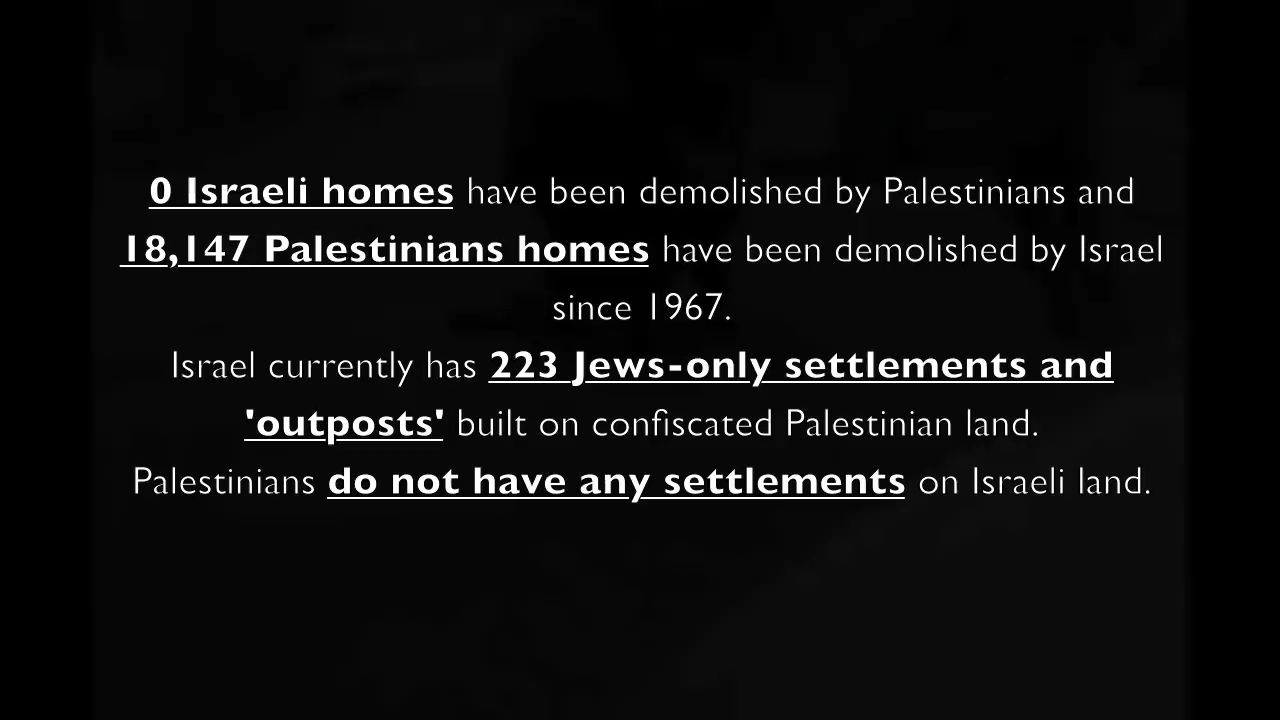 0 Israeli homes have been demolished by Palestinians and
18,147 Palestinians homes have been demolished by Israel
since 1967.
Israel currently has 223 Jews-only settlements and
'outposts' built on confiscated Palestinian land.
Palestinians do not have any settlements on Israeli land.